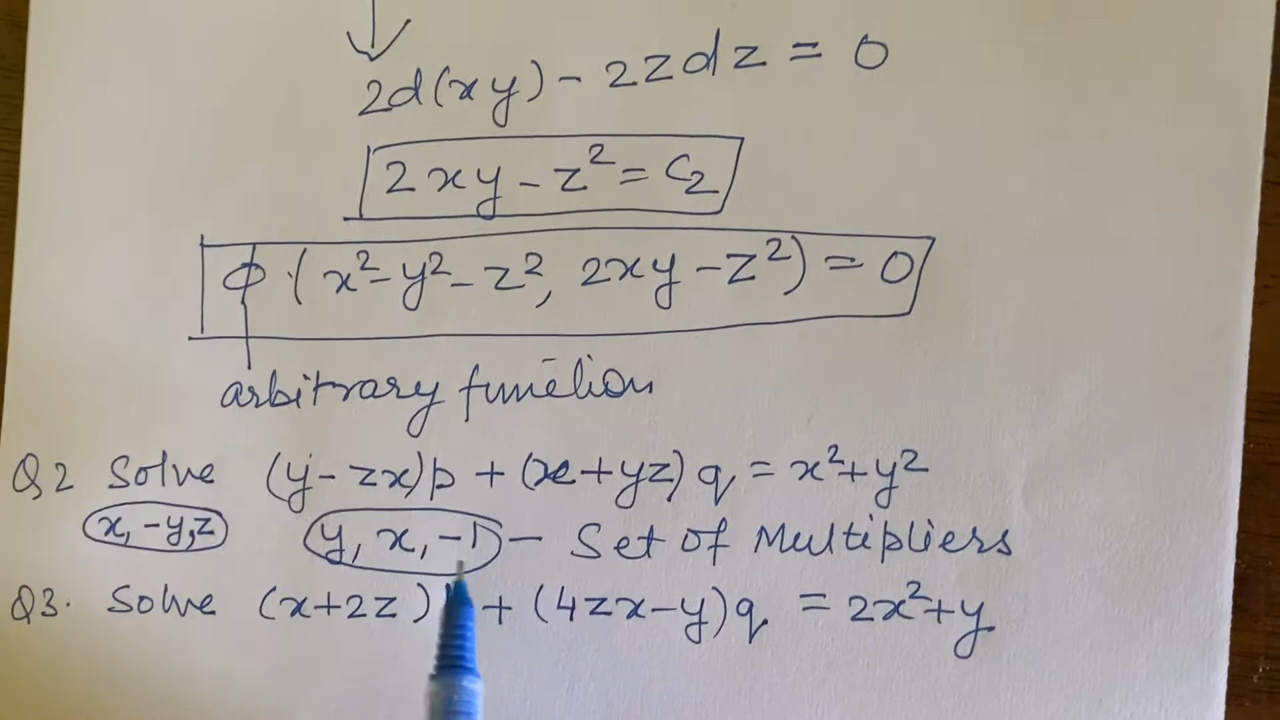 2d(xy) - 2zdz = 0
2xy - z² = C₂
φ (x² - y² - z², 2xy - z²) = 0
arbitrary function
Q2 Solve (y - zx)p + (x + yz) q = x² + y²
x, -y, z y, x, -1 - Set of Multipliers
Q3. Solve (x + 2z) + (4zx - y)q = 2x² + y